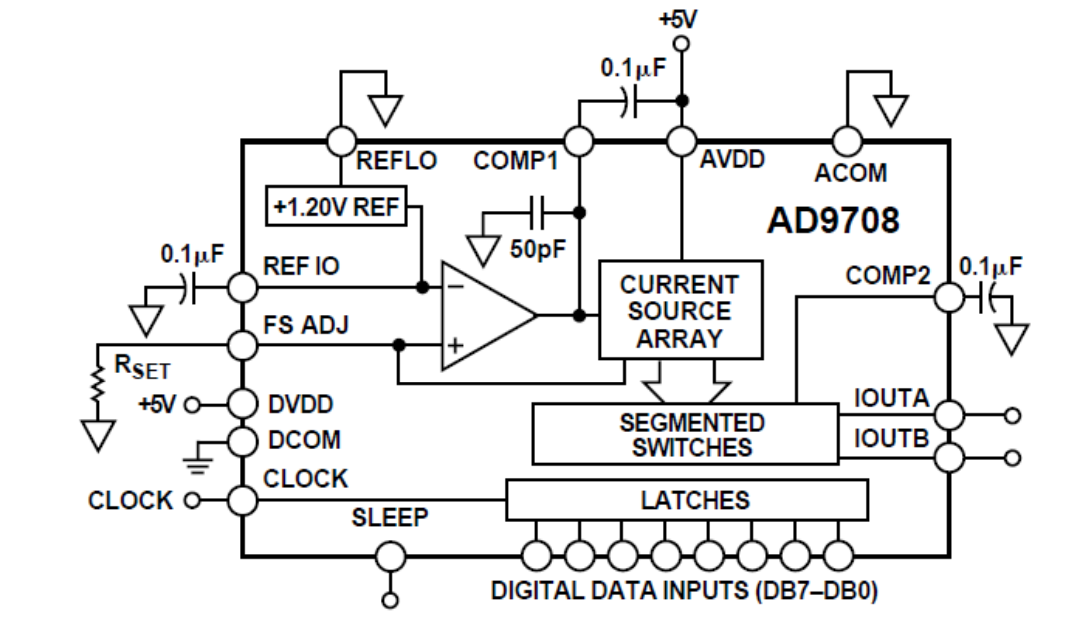 +5V
0.1µF
REFLO
COMP1
AVDD
ACOM
+1.20V REF
50pF
AD9708
0.1µF
REF IO
CURRENT
SOURCE
ARRAY
COMP2
0.1µF
−
FS ADJ
+
RSET
+5V
DVDD
DCOM
SEGMENTED
SWITCHES
IOUTA
IOUTB
CLOCK
CLOCK
SLEEP
LATCHES
DIGITAL DATA INPUTS (DB7–DB0)